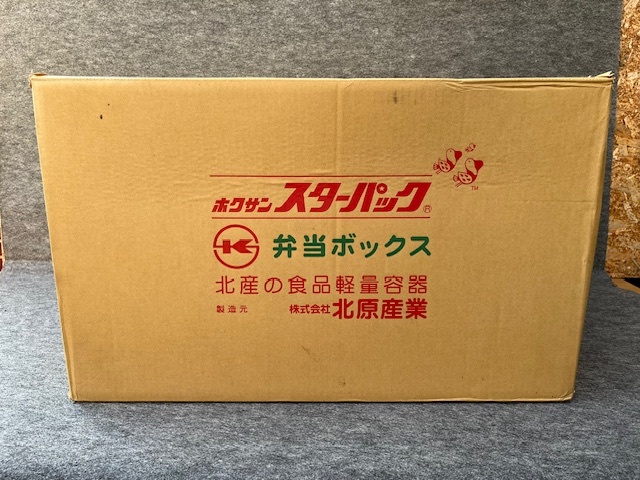 ホクサン スターパック®
TM
K 弁当ボックス
北産の食品軽量容器
製造元 株式会社 北原産業